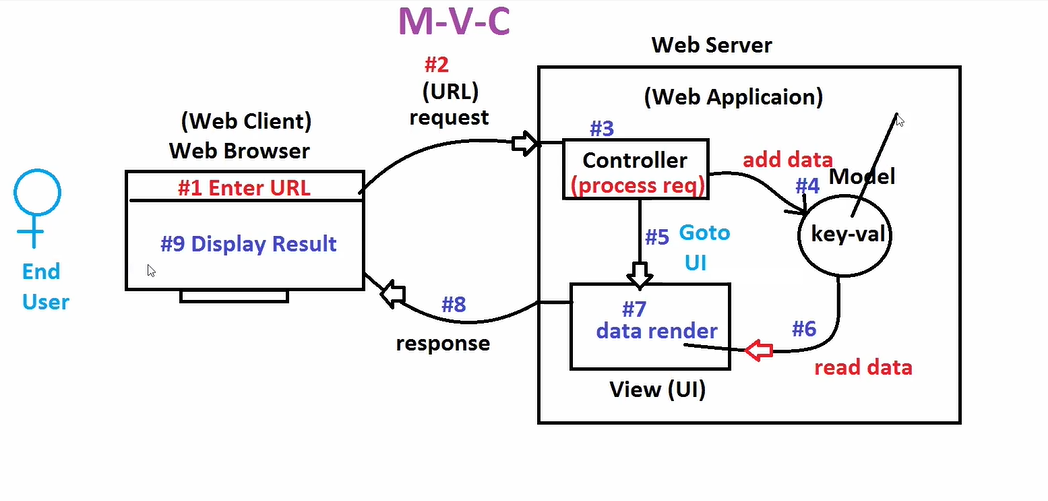 M-V-C
Web Server
#2
(URL)
request
(Web Applicaion)
(Web Client)
Web Browser
#3
Controller
(process req)
add data
#4
Model
key-val
#1 Enter URL
#9 Display Result
#5
Goto
UI
End
User
#7
data render
#8
response
#6
read data
View (UI)